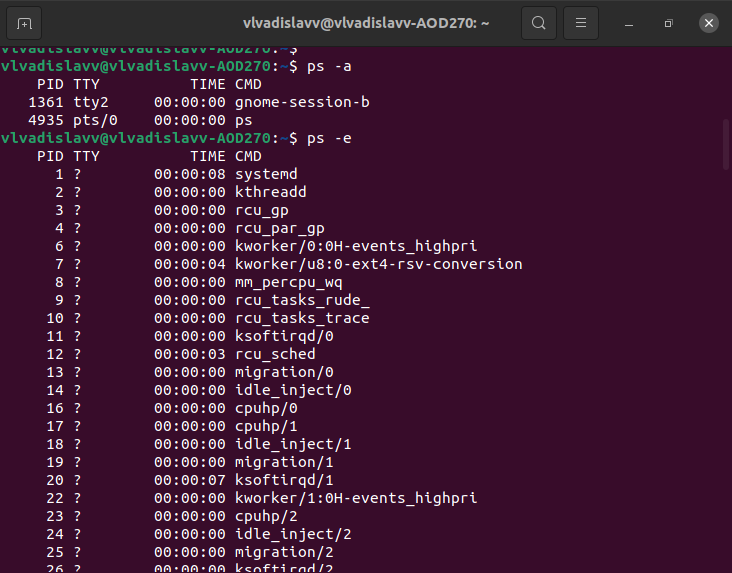 vlvadislavv@vlvadislavv-AOD270: ~
vlvadislavv@vlvadislavv-AOD270:~$
vlvadislavv@vlvadislavv-AOD270:~$ ps -a
PID TTY TIME CMD
1361 tty2 00:00:00 gnome-session-b
4935 pts/0 00:00:00 ps
vlvadislavv@vlvadislavv-AOD270:~$ ps -e
PID TTY TIME CMD
1 ? 00:00:08 systemd
2 ? 00:00:00 kthreadd
3 ? 00:00:00 rcu_gp
4 ? 00:00:00 rcu_par_gp
6 ? 00:00:00 kworker/0:0H-events_highpri
7 ? 00:00:04 kworker/u8:0-ext4-rsv-conversion
8 ? 00:00:00 mm_percpu_wq
9 ? 00:00:00 rcu_tasks_rude_
10 ? 00:00:00 rcu_tasks_trace
11 ? 00:00:00 ksoftirqd/0
12 ? 00:00:03 rcu_sched
13 ? 00:00:00 migration/0
14 ? 00:00:00 idle_inject/0
16 ? 00:00:00 cpuhp/0
17 ? 00:00:00 cpuhp/1
18 ? 00:00:00 idle_inject/1
19 ? 00:00:00 migration/1
20 ? 00:00:07 ksoftirqd/1
22 ? 00:00:00 kworker/1:0H-events_highpri
23 ? 00:00:00 cpuhp/2
24 ? 00:00:00 idle_inject/2
25 ? 00:00:00 migration/2
26 ? 00:00:00 ksoftirqd/2